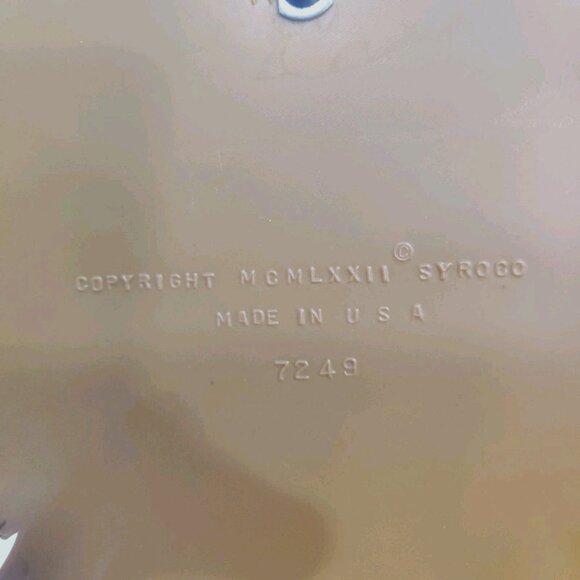 COPYRIGHT MCMLXXII © SYROCO
MADE IN U S A
7249